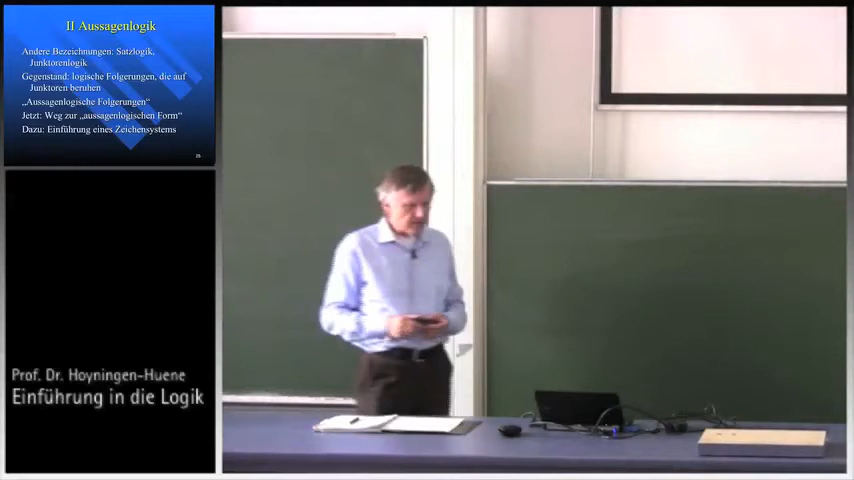 II Aussagenlogik
Andere Bezeichnungen: Satzlogik,
Junktorenlogik
Gegenstand: logische Folgerungen, die auf
Junktoren beruhen
„Aussagenlogische Folgerungen“
Jetzt: Weg zur „aussagenlogischen Form“
Dazu: Einführung eines Zeichensystems
Prof. Dr. Hoyningen-Huene
Einführung in die Logik